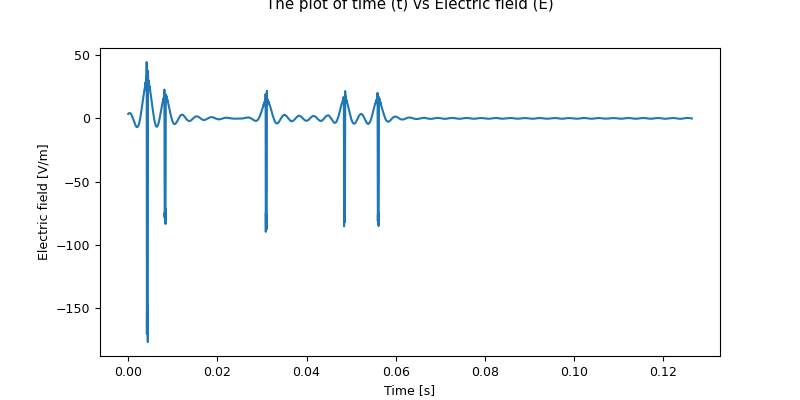 The plot of time (t) vs Electric field (E)
50
0
−50
−100
−150
Electric field [V/m]
0.00 0.02 0.04 0.06 0.08 0.10 0.12
Time [s]